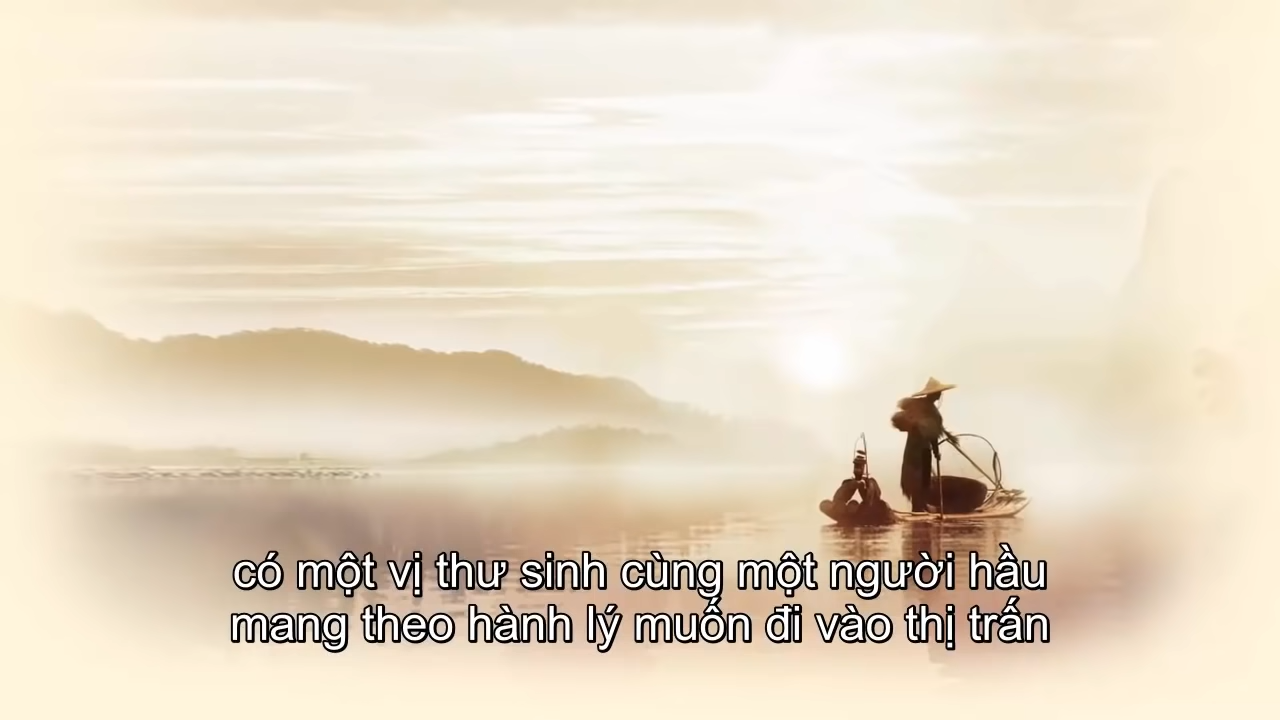 có một vị thư sinh cùng một người hầu
mang theo hành lý muốn đi vào thị trấn